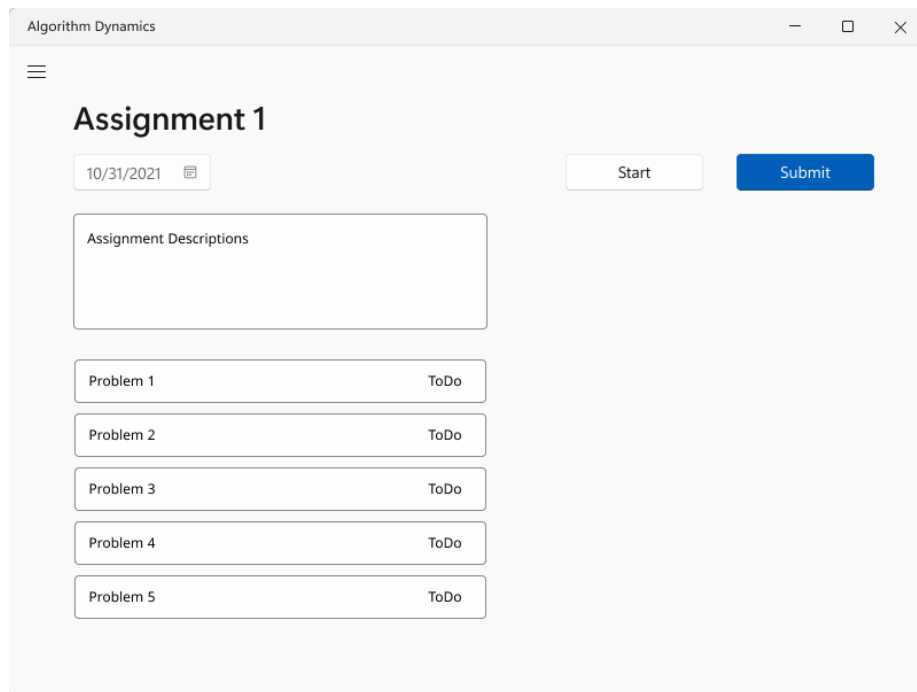 Algorithm Dynamics
Assignment 1
10/31/2021 Start Submit
Assignment Descriptions
Problem 1 ToDo
Problem 2 ToDo
Problem 3 ToDo
Problem 4 ToDo
Problem 5 ToDo